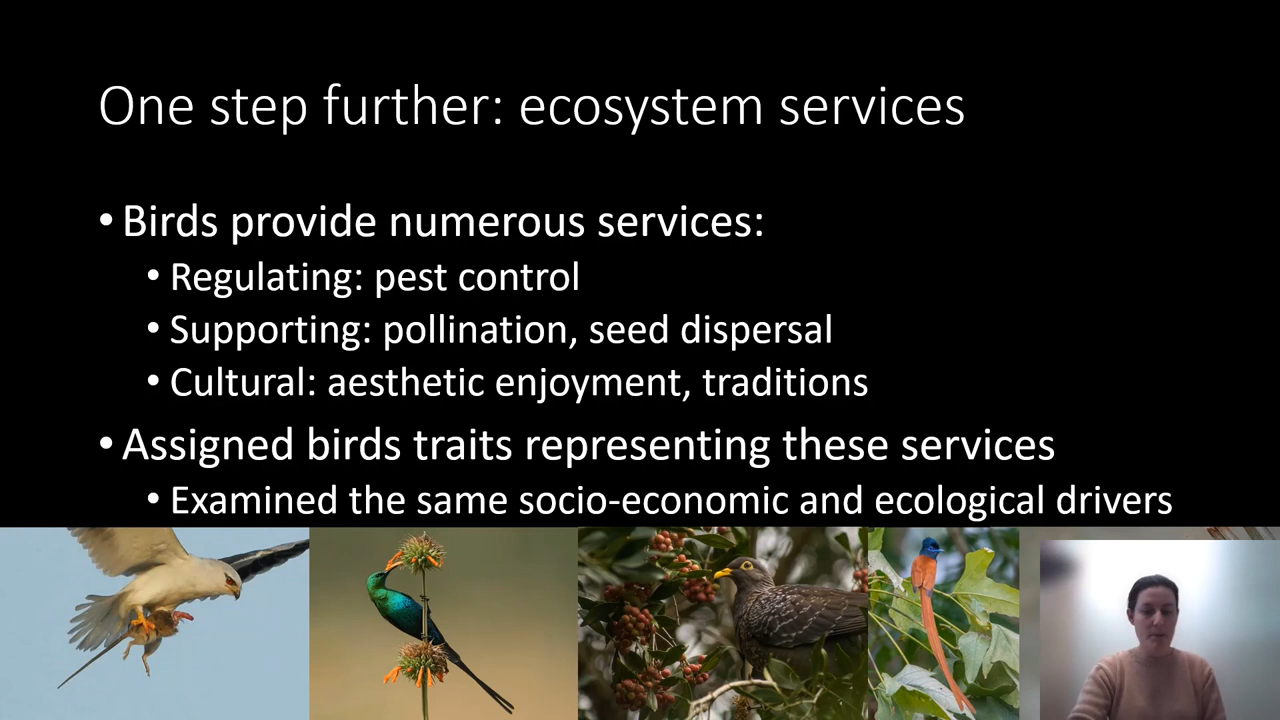 One step further: ecosystem services
• Birds provide numerous services:
• Regulating: pest control
• Supporting: pollination, seed dispersal
• Cultural: aesthetic enjoyment, traditions
• Assigned birds traits representing these services
• Examined the same socio-economic and ecological drivers